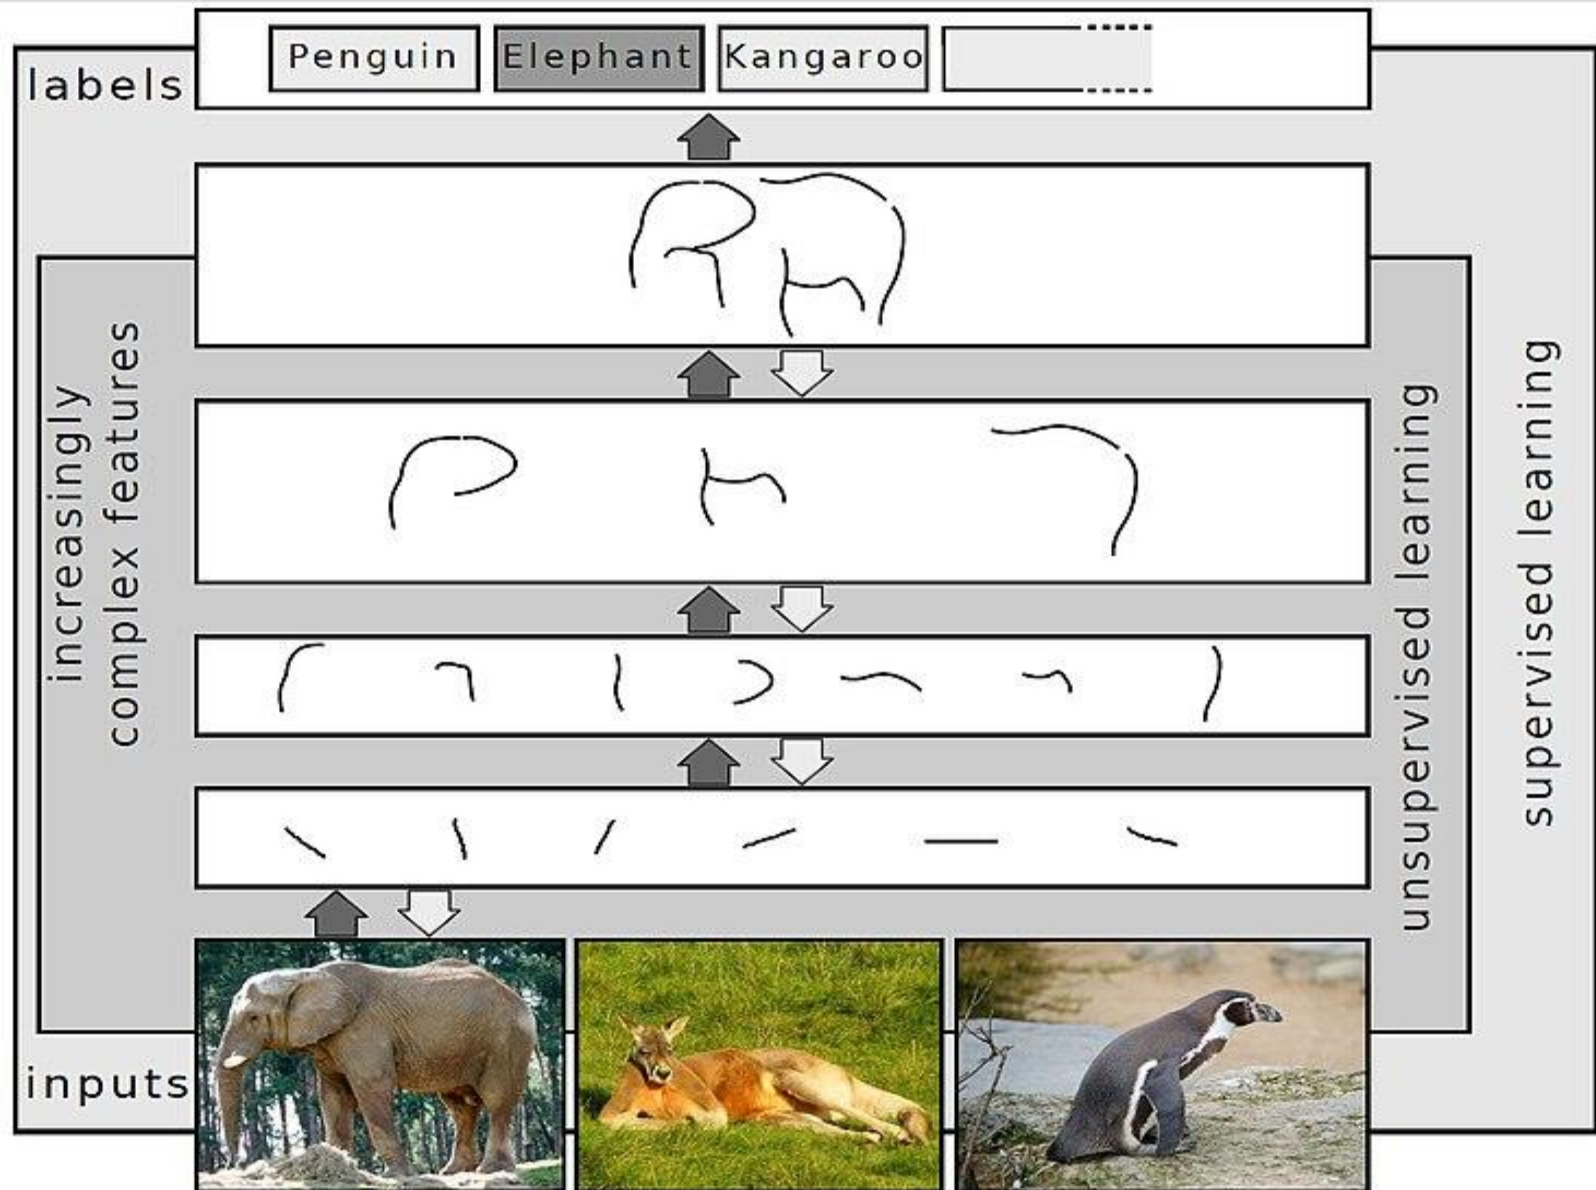 labels
Penguin
Elephant
Kangaroo
increasingly
complex features
unsupervised learning
supervised learning
inputs